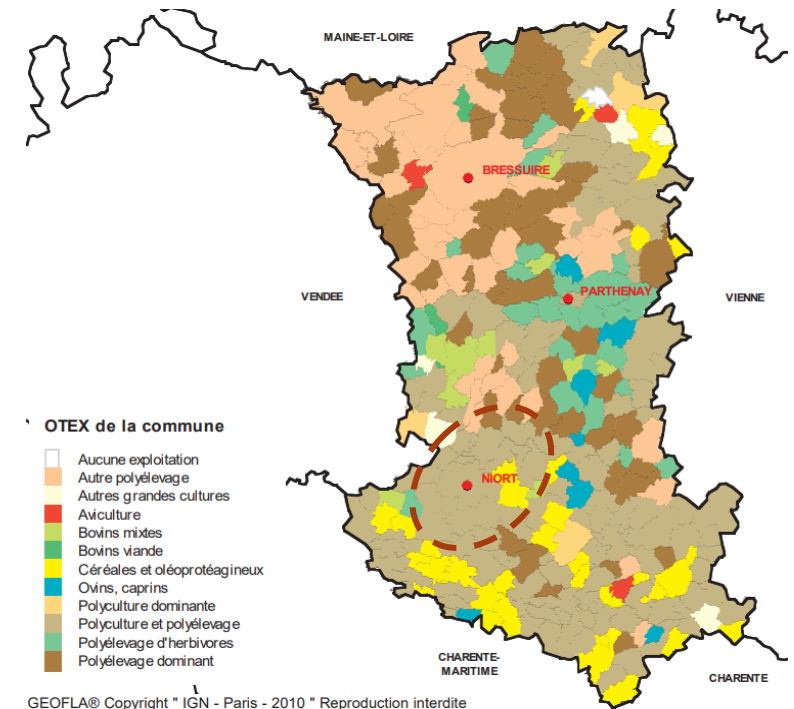 MAINE-ET-LOIRE
BRESSUIRE
PARTHENAY
VENDEE
VIENNE
OTEX de la commune
Aucune exploitation
Autre polyélevage
Autres grandes cultures
Aviculture
Bovins mixtes
Bovins viande
Céréales et oléoprotéagineux
Ovins, caprins
Polyculture dominante
Polyculture et polyélevage
Polyélevage d'herbivores
Polyélevage dominant
NIORT
CHARENTE-
MARITIME
CHARENTE
GEOFLA® Copyright " IGN - Paris - 2010 " Reproduction interdite